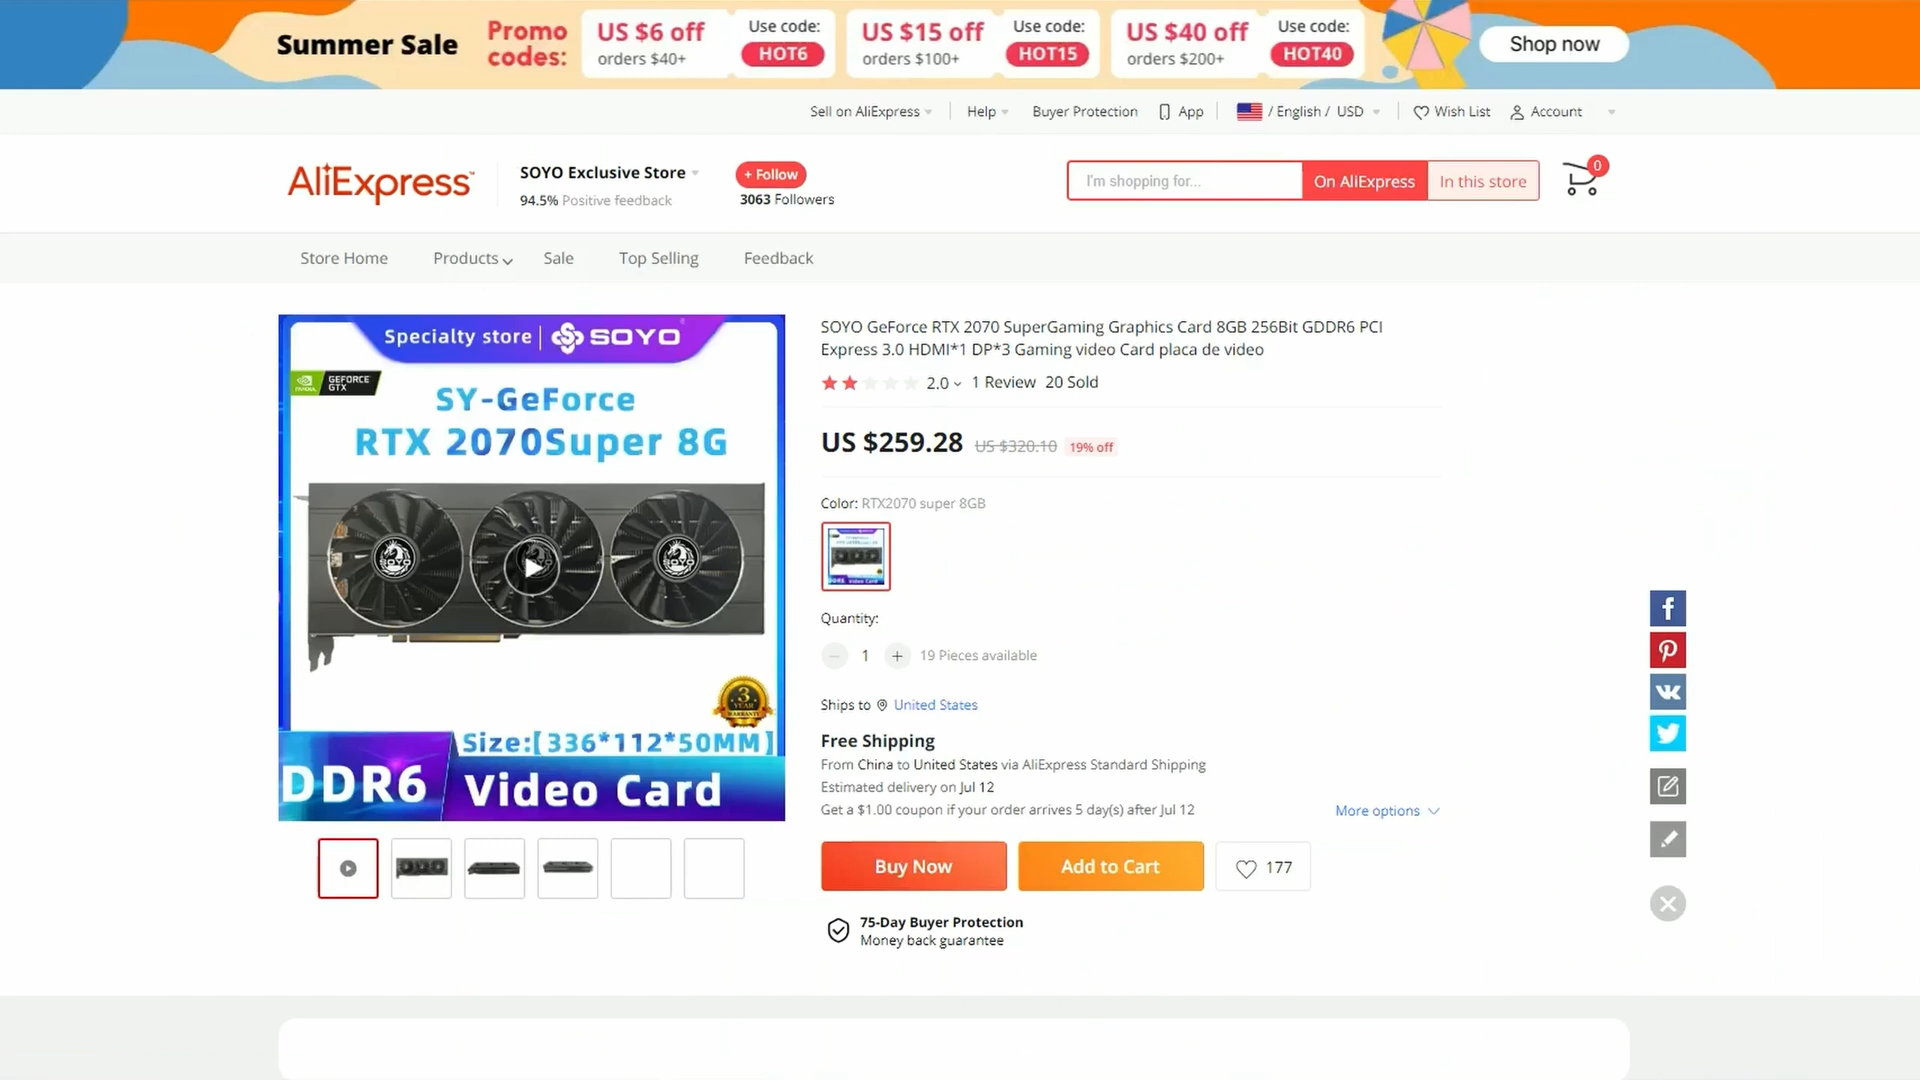 Summer Sale
Promo codes:
US $6 off
orders $40+
Use code:
HOT6
US $15 off
orders $100+
Use code:
HOT15
US $40 off
orders $200+
Use code:
HOT40
Shop now
Sell on AliExpress
Help
Buyer Protection
App
/ English / USD
Wish List
Account
AliExpress™
SOYO Exclusive Store
94.5% Positive feedback
+ Follow
3063 Followers
I'm shopping for...
On AliExpress
In this store
0
Store Home
Products
Sale
Top Selling
Feedback
Specialty store | SOYO
NVIDIA
GEFORCE GTX
SY-GeForce
RTX 2070Super 8G
SOYO
SOYO
3 YEAR WARRANTY
Size:[336*112*50MM]
DDR6
Video Card
SOYO GeForce RTX 2070 SuperGaming Graphics Card 8GB 256Bit GDDR6 PCI
Express 3.0 HDMI*1 DP*3 Gaming video Card placa de video
2.0
1 Review
20 Sold
US $259.28
US $320.10
19% off
Color: RTX2070 super 8GB
Quantity:
1
19 Pieces available
Ships to United States
Free Shipping
From China to United States via AliExpress Standard Shipping
Estimated delivery on Jul 12
Get a $1.00 coupon if your order arrives 5 day(s) after Jul 12
More options
Buy Now
Add to Cart
177
75-Day Buyer Protection
Money back guarantee